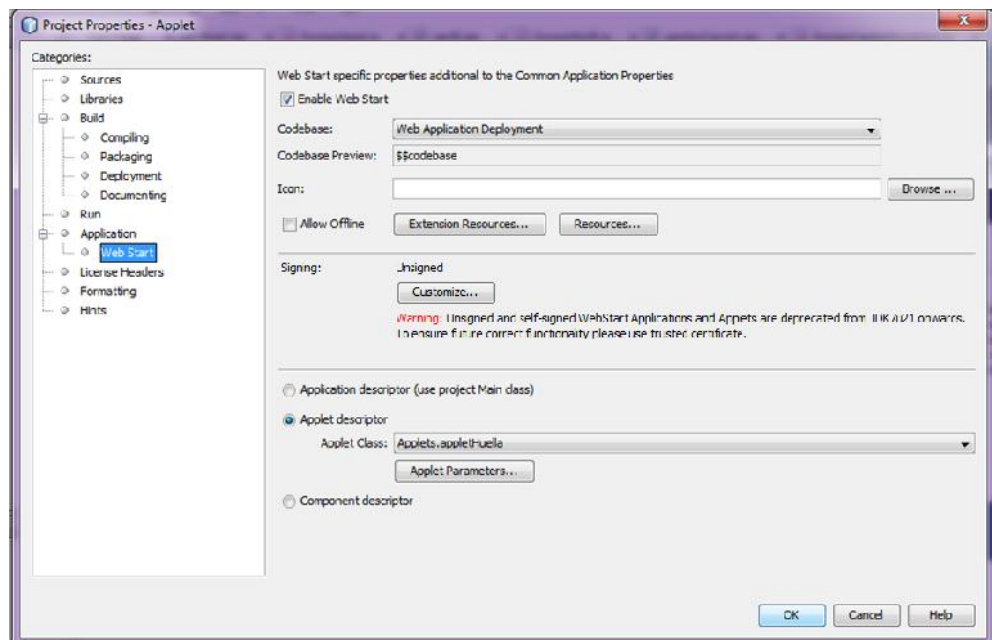 Project Properties - Applet
Categories:
Sources
Libraries
Build
Compiling
Packaging
Deployment
Documenting
Run
Application
Web Start
License Headers
Formatting
Hints
Web Start specific properties additional to the Common Application Properties
Enable Web Start
Codebase: Web Application Deployment
Codebase Preview: $$codebase
Icon: Browse ...
Allow Offline Extension Resources... Resources...
Signing: Unsigned
Customize...
Warning: Unsigned and self-signed WebStart Applications and Applets are deprecated from JDK7u21 onwards.
To ensure future correct functionality please use trusted certificate.
Application descriptor (use project Main class)
Applet descriptor
Applet Class: Applets.appletHuella
Applet Parameters...
Component descriptor
OK Cancel Help